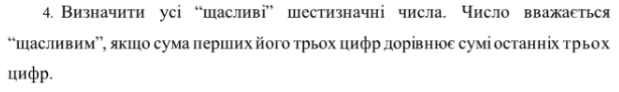 4. Визначити усі “щасливі” шестизначні числа. Число вважається
“щасливим”, якщо сума перших його трьох цифр дорівнює сумі останніх трьох
цифр.